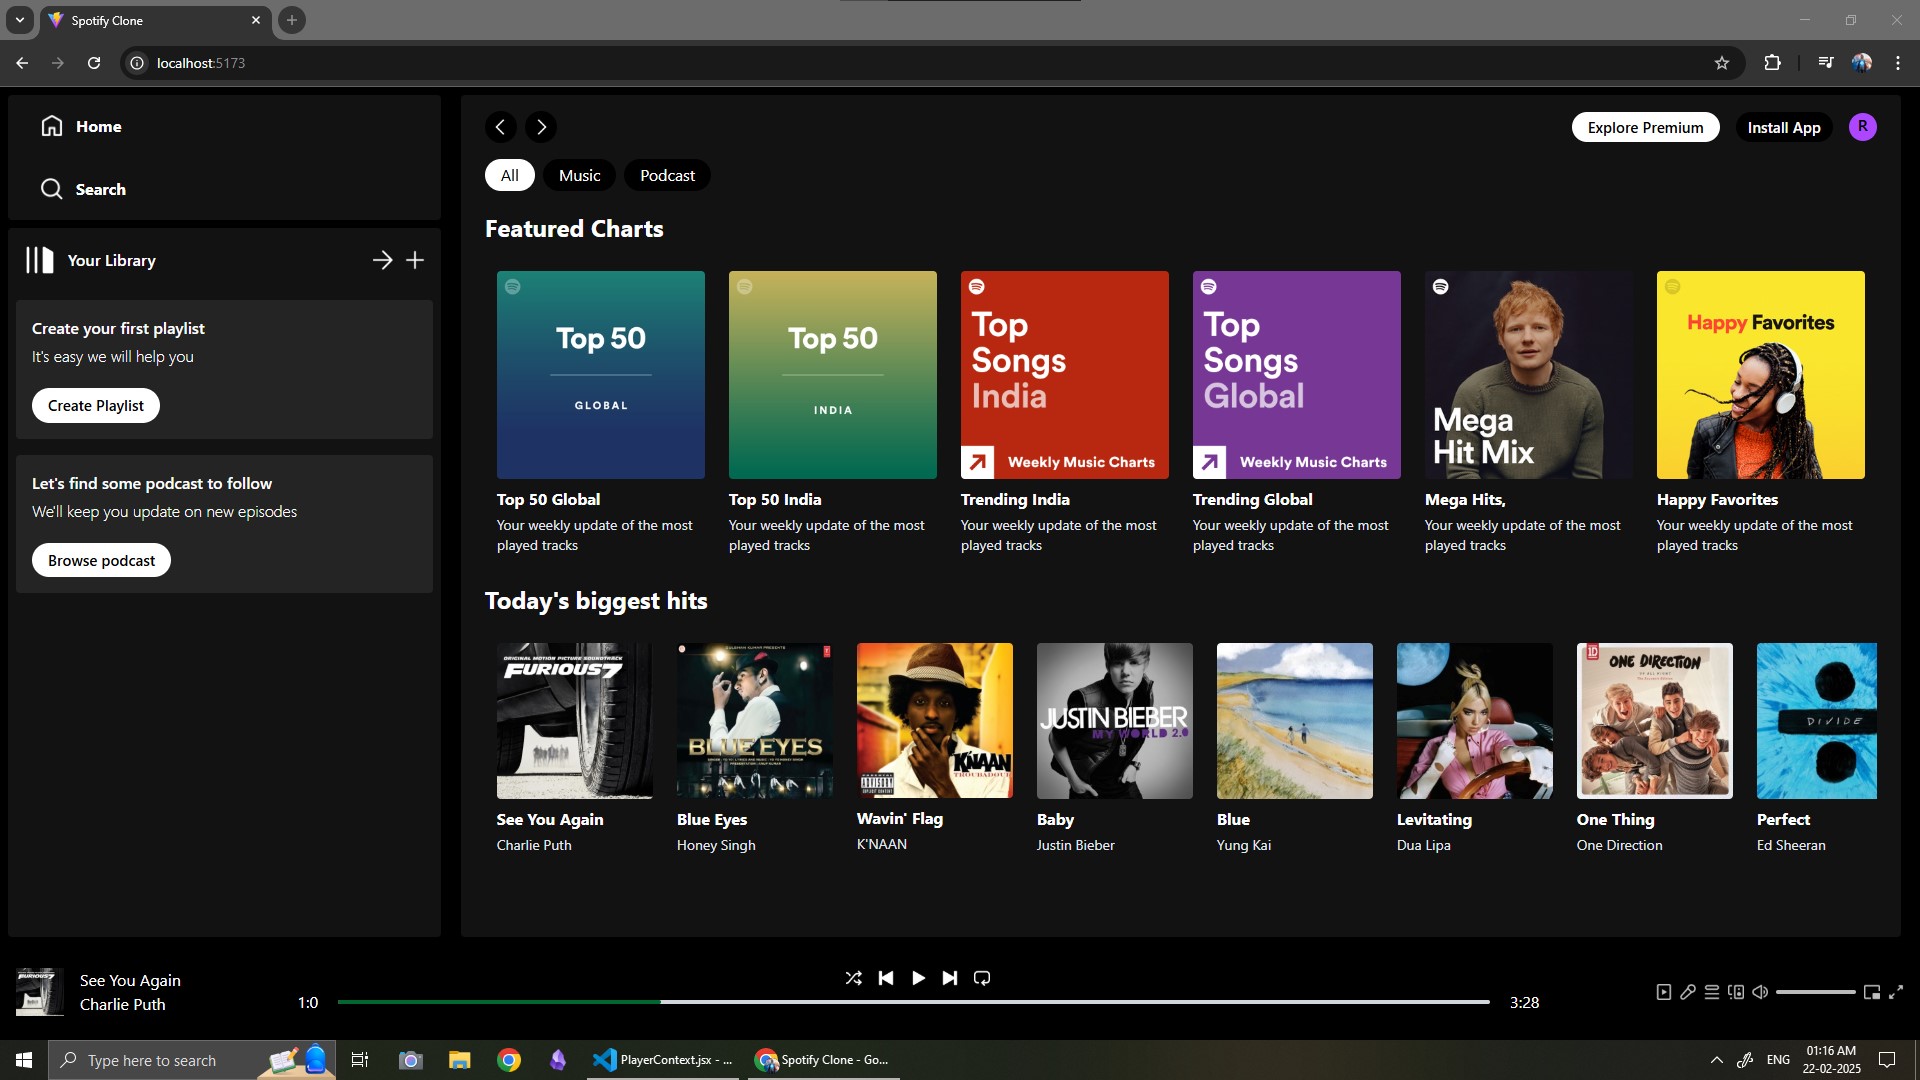 Spotify Clone
localhost:5173
Home
Search
Your Library
Create your first playlist
It's easy we will help you
Create Playlist
Let's find some podcast to follow
We'll keep you update on new episodes
Browse podcast
Explore Premium
Install App
R
All
Music
Podcast
Featured Charts
Top 50
GLOBAL
Top 50 Global
Your weekly update of the most
played tracks
Top 50
INDIA
Top 50 India
Your weekly update of the most
played tracks
Top
Songs
India
Weekly Music Charts
Trending India
Your weekly update of the most
played tracks
Top
Songs
Global
Weekly Music Charts
Trending Global
Your weekly update of the most
played tracks
Mega
Hit Mix
Mega Hits,
Your weekly update of the most
played tracks
Happy Favorites
Happy Favorites
Your weekly update of the most
played tracks
Today's biggest hits
ORIGINAL MOTION PICTURE SOUNDTRACK
FURIOUS 7
See You Again
Charlie Puth
BLUE EYES
Blue Eyes
Honey Singh
K'NAAN
TROUBADOUR
Wavin' Flag
K'NAAN
JUSTIN BIEBER
MY WORLD 2.0
Baby
Justin Bieber
Blue
Yung Kai
Levitating
Dua Lipa
1D
ONE DIRECTION
One Thing
One Direction
DIVIDE
Perfect
Ed Sheeran
FURIOUS 7
See You Again
Charlie Puth
1:0
3:28
Type here to search
PlayerContext.jsx - ...
Spotify Clone - Go...
ENG
01:16 AM
22-02-2025